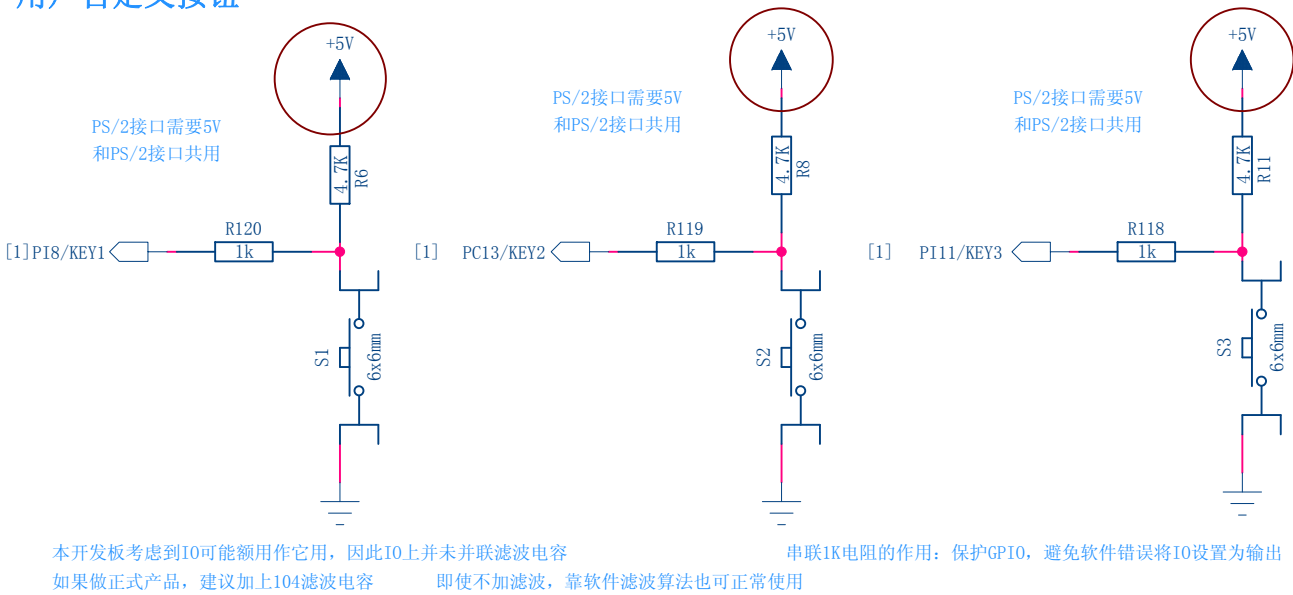 用户自定义按钮
+5V
+5V
+5V
PS/2接口需要5V
和PS/2接口共用
PS/2接口需要5V
和PS/2接口共用
PS/2接口需要5V
和PS/2接口共用
4.7K
R6
4.7K
R8
4.7K
R11
[1]PI8/KEY1
R120
1k
[1] PC13/KEY2
R119
1k
[1] PI11/KEY3
R118
1k
S1
6x6mm
S2
6x6mm
S3
6x6mm
本开发板考虑到IO可能额用作它用，因此IO上并未并联滤波电容
串联1K电阻的作用：保护GPIO，避免软件错误将IO设置为输出
如果做正式产品，建议加上104滤波电容
即使不加滤波，靠软件滤波算法也可正常使用